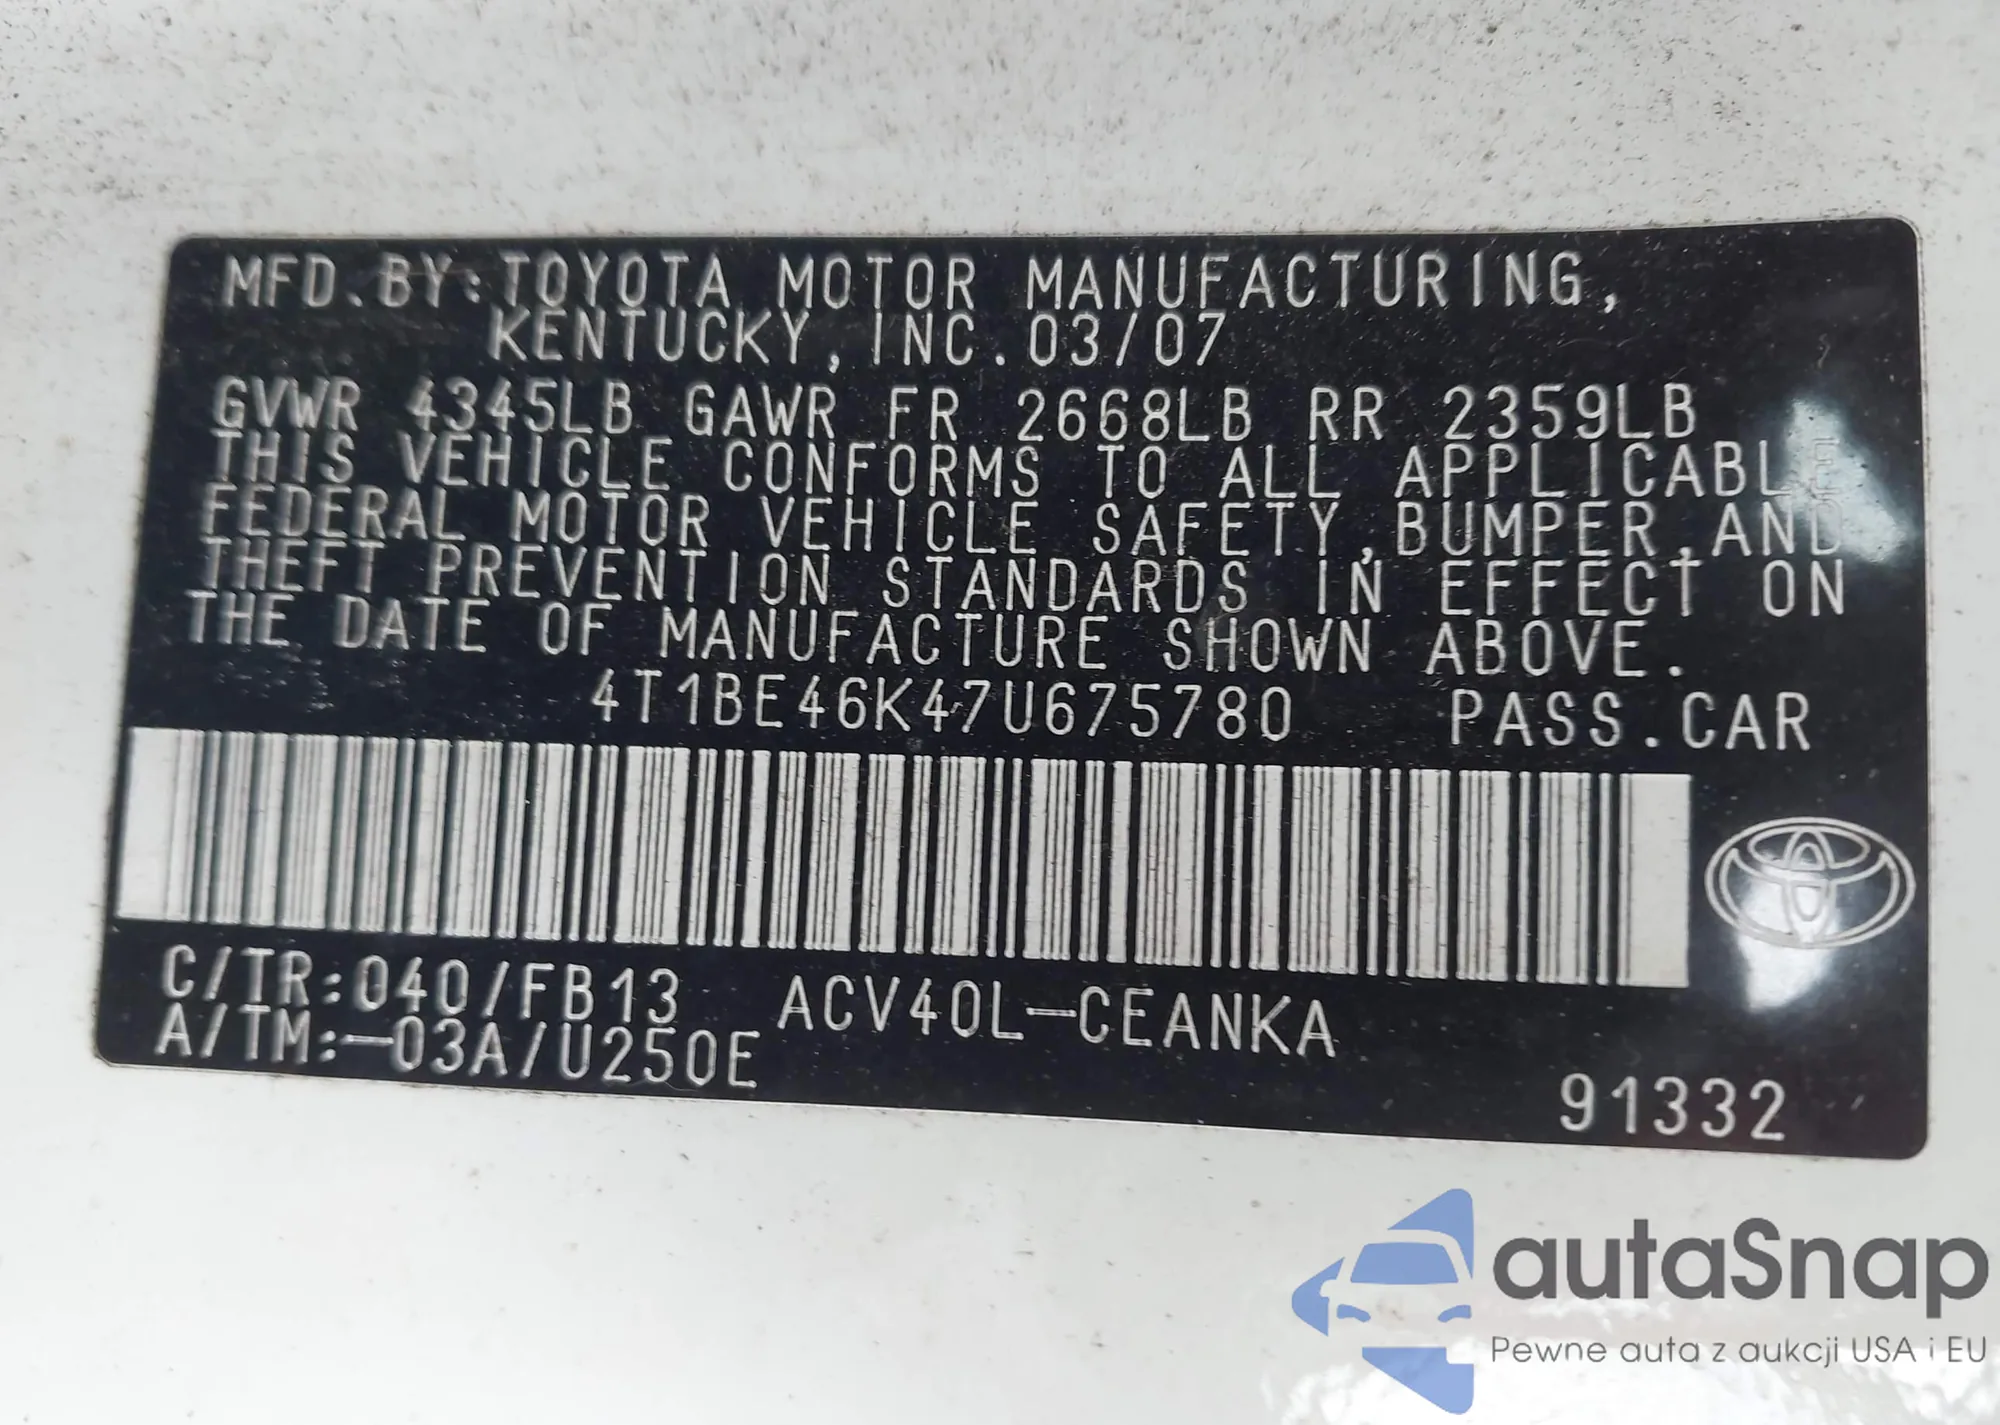 MFD.BY:TOYOTA MOTOR MANUFACTURING,
KENTUCKY, INC.03/07
GVWR 4345LB GAWR FR 2668LB RR 2359LB
THIS VEHICLE CONFORMS TO ALL APPLICABLE
FEDERAL MOTOR VEHICLE SAFETY,BUMPER,AND
THEFT PREVENTION STANDARDS IN EFFECT ON
THE DATE OF MANUFACTURE SHOWN ABOVE.
4T1BE46K47U675780 PASS.CAR
C/TR:040/FB13 ACV40L-CEANKA
A/TM:-03A/U250E
91332
autaSnap
Pewne auta z aukcji USA i EU